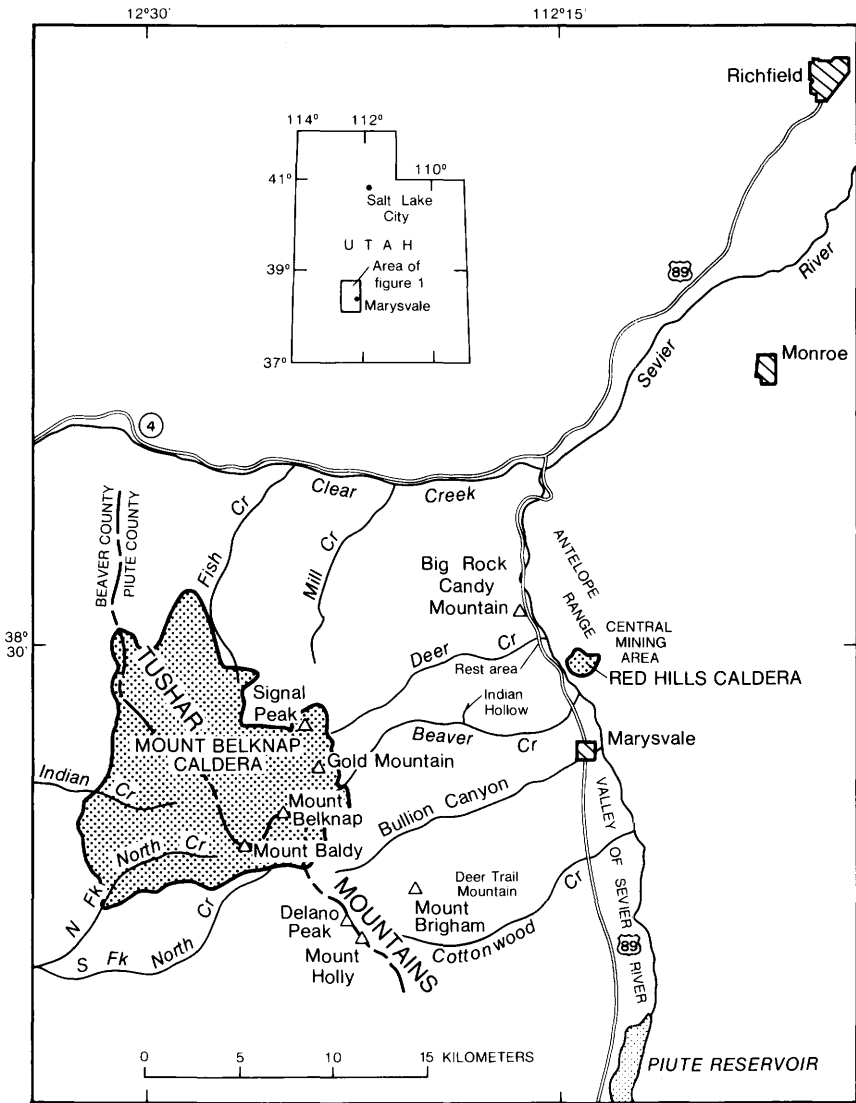 12°30'
112°15'
Richfield
114°
112°
110°
41°
Salt Lake
City
UTAH
39°
Area of
figure 1
Marysvale
37°
89
River
Sevier
Monroe
4
Clear
Creek
BEAVER COUNTY
PIUTE COUNTY
Fish
Cr
Mill
Cr
ANTELOPE
RANGE
Big Rock
Candy
Mountain
CENTRAL
MINING
AREA
38°
30'
Deer
Cr
Rest area
RED HILLS CALDERA
TUSHAR
Signal
Peak
Indian
Hollow
MOUNT BELKNAP
CALDERA
Beaver
Cr
Marysvale
Gold Mountain
Indian
Cr
Mount
Belknap
Bullion Canyon
VALLEY
OF SEVIER
RIVER
North
Cr
Mount Baldy
N
Fk
Deer Trail
Mountain
Cr
MOUNTAINS
Mount
Brigham
Cr
Delano
Peak
Cottonwood
S
Fk
North
Mount
Holly
89
0
5
10
15
KILOMETERS
PIUTE RESERVOIR